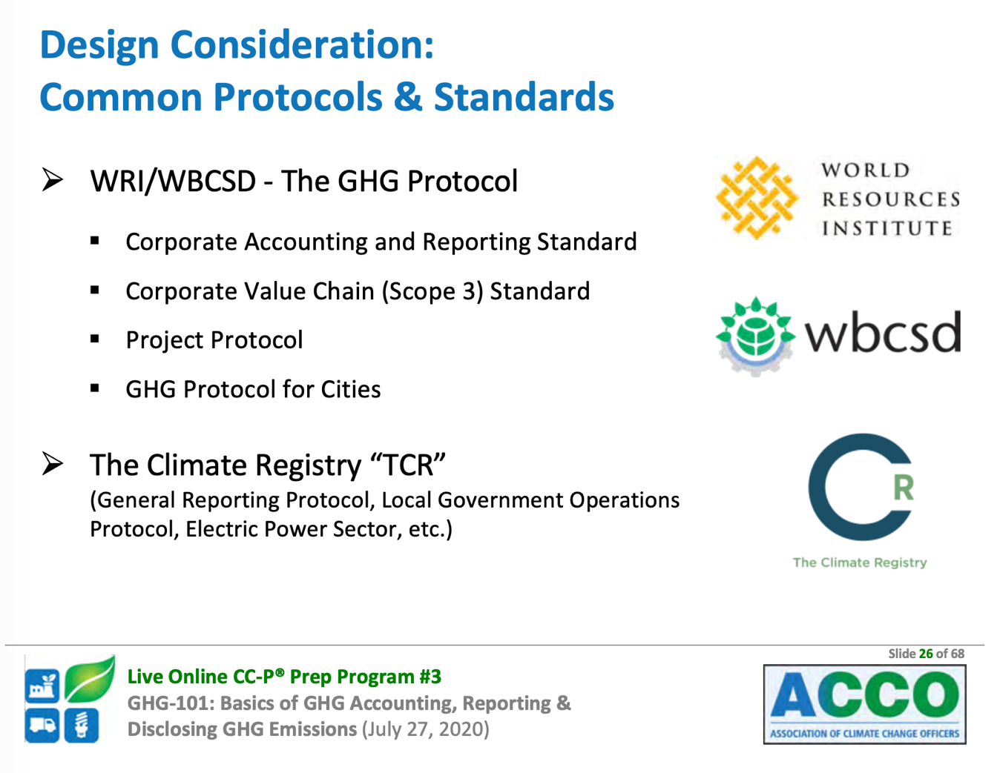 Design Consideration:
Common Protocols & Standards
➢ WRI/WBCSD - The GHG Protocol
▪ Corporate Accounting and Reporting Standard
▪ Corporate Value Chain (Scope 3) Standard
▪ Project Protocol
▪ GHG Protocol for Cities
➢ The Climate Registry “TCR”
(General Reporting Protocol, Local Government Operations
Protocol, Electric Power Sector, etc.)
WORLD
RESOURCES
INSTITUTE
wbcsd
CR
The Climate Registry
Slide 26 of 68
Live Online CC-P® Prep Program #3
GHG-101: Basics of GHG Accounting, Reporting &
Disclosing GHG Emissions (July 27, 2020)
ACCO
ASSOCIATION OF CLIMATE CHANGE OFFICERS